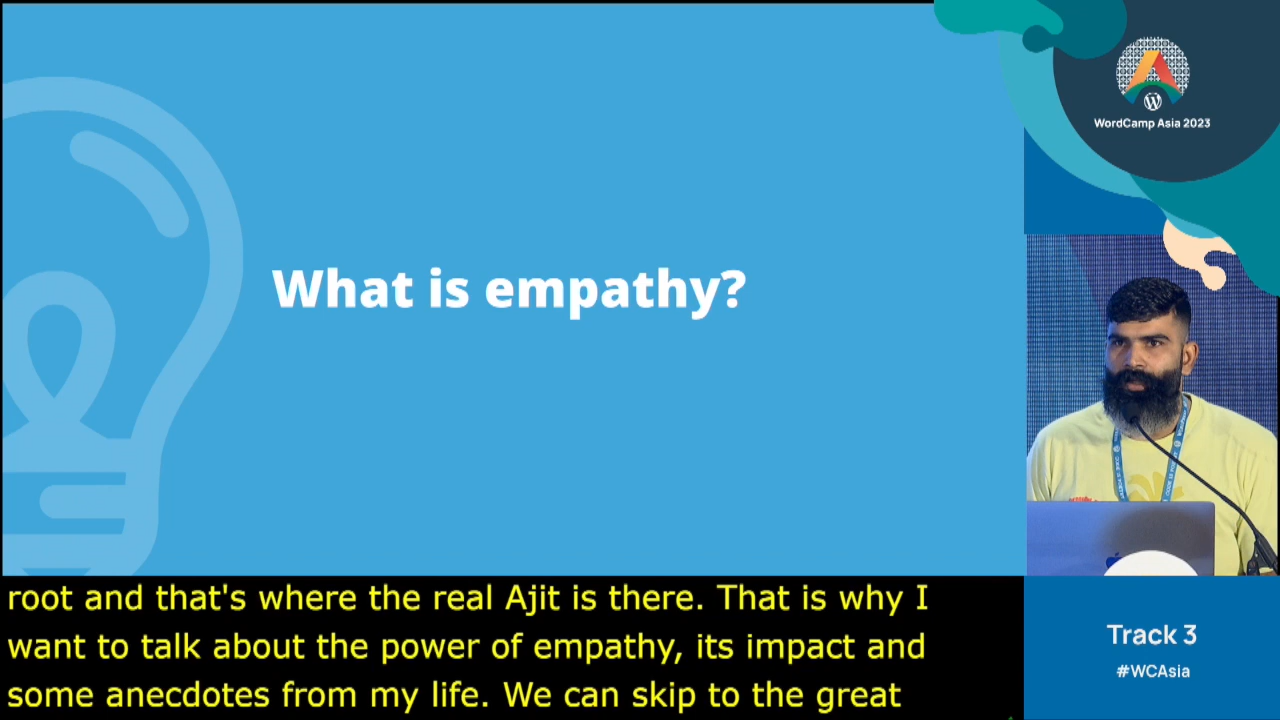 What is empathy?
WordCamp Asia 2023
root and that's where the real Ajit is there. That is why I
want to talk about the power of empathy, its impact and
some anecdotes from my life. We can skip to the great
Track 3
#WCAsia